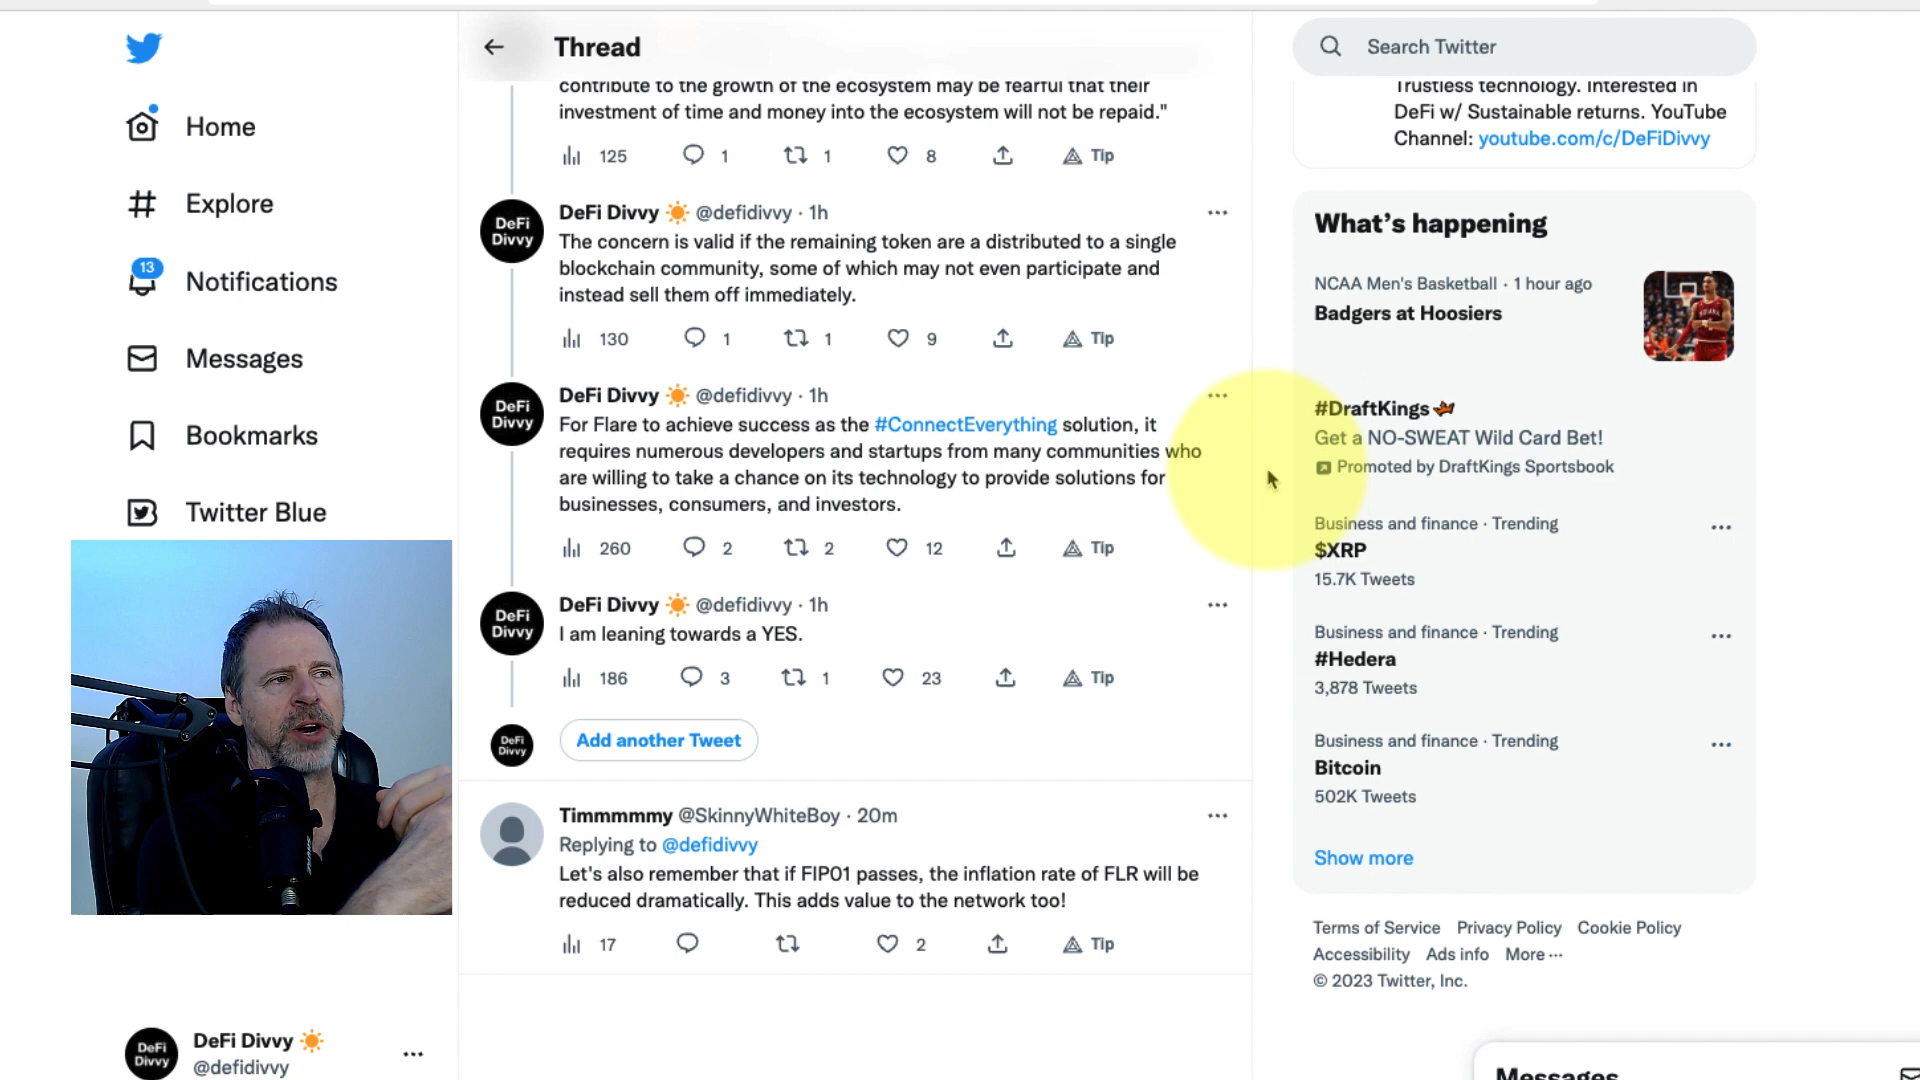 Home
Explore
13
Notifications
Messages
Bookmarks
Twitter Blue
DeFi Divvy
DeFi Divvy
@defidivvy
Thread
contribute to the growth of the ecosystem may be fearful that their
investment of time and money into the ecosystem will not be repaid."
125 1 1 8 Tip
DeFi Divvy
DeFi Divvy @defidivvy · 1h
The concern is valid if the remaining token are a distributed to a single
blockchain community, some of which may not even participate and
instead sell them off immediately.
130 1 1 9 Tip
DeFi Divvy
DeFi Divvy @defidivvy · 1h
For Flare to achieve success as the #ConnectEverything solution, it
requires numerous developers and startups from many communities who
are willing to take a chance on its technology to provide solutions for
businesses, consumers, and investors.
260 2 2 12 Tip
DeFi Divvy
DeFi Divvy @defidivvy · 1h
I am leaning towards a YES.
186 3 1 23 Tip
DeFi Divvy
Add another Tweet
Timmmmmy @SkinnyWhiteBoy · 20m
Replying to @defidivvy
Let's also remember that if FIP01 passes, the inflation rate of FLR will be
reduced dramatically. This adds value to the network too!
17 2 Tip
Search Twitter
Trustless technology. Interested in
DeFi w/ Sustainable returns. YouTube
Channel: youtube.com/c/DeFiDivvy
What's happening
NCAA Men's Basketball · 1 hour ago
Badgers at Hoosiers
#DraftKings
Get a NO-SWEAT Wild Card Bet!
Promoted by DraftKings Sportsbook
Business and finance · Trending
$XRP
15.7K Tweets
Business and finance · Trending
#Hedera
3,878 Tweets
Business and finance · Trending
Bitcoin
502K Tweets
Show more
Terms of Service Privacy Policy Cookie Policy
Accessibility Ads info More ···
© 2023 Twitter, Inc.
Messages